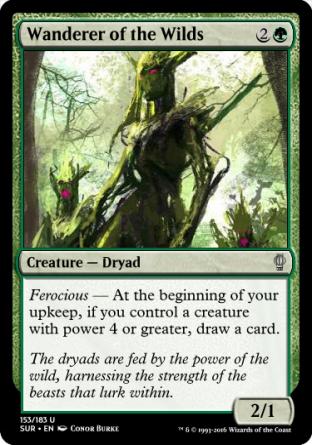 Wanderer of the Wilds 2
Creature — Dryad
Ferocious — At the beginning of your
upkeep, if you control a creature
with power 4 or greater, draw a card.
The dryads are fed by the power of the
wild, harnessing the strength of the
beasts that lurk within.
2/1
153/183 U
SUR • EN CONOR BURKE
™ & © 1993-2016 Wizards of the Coast